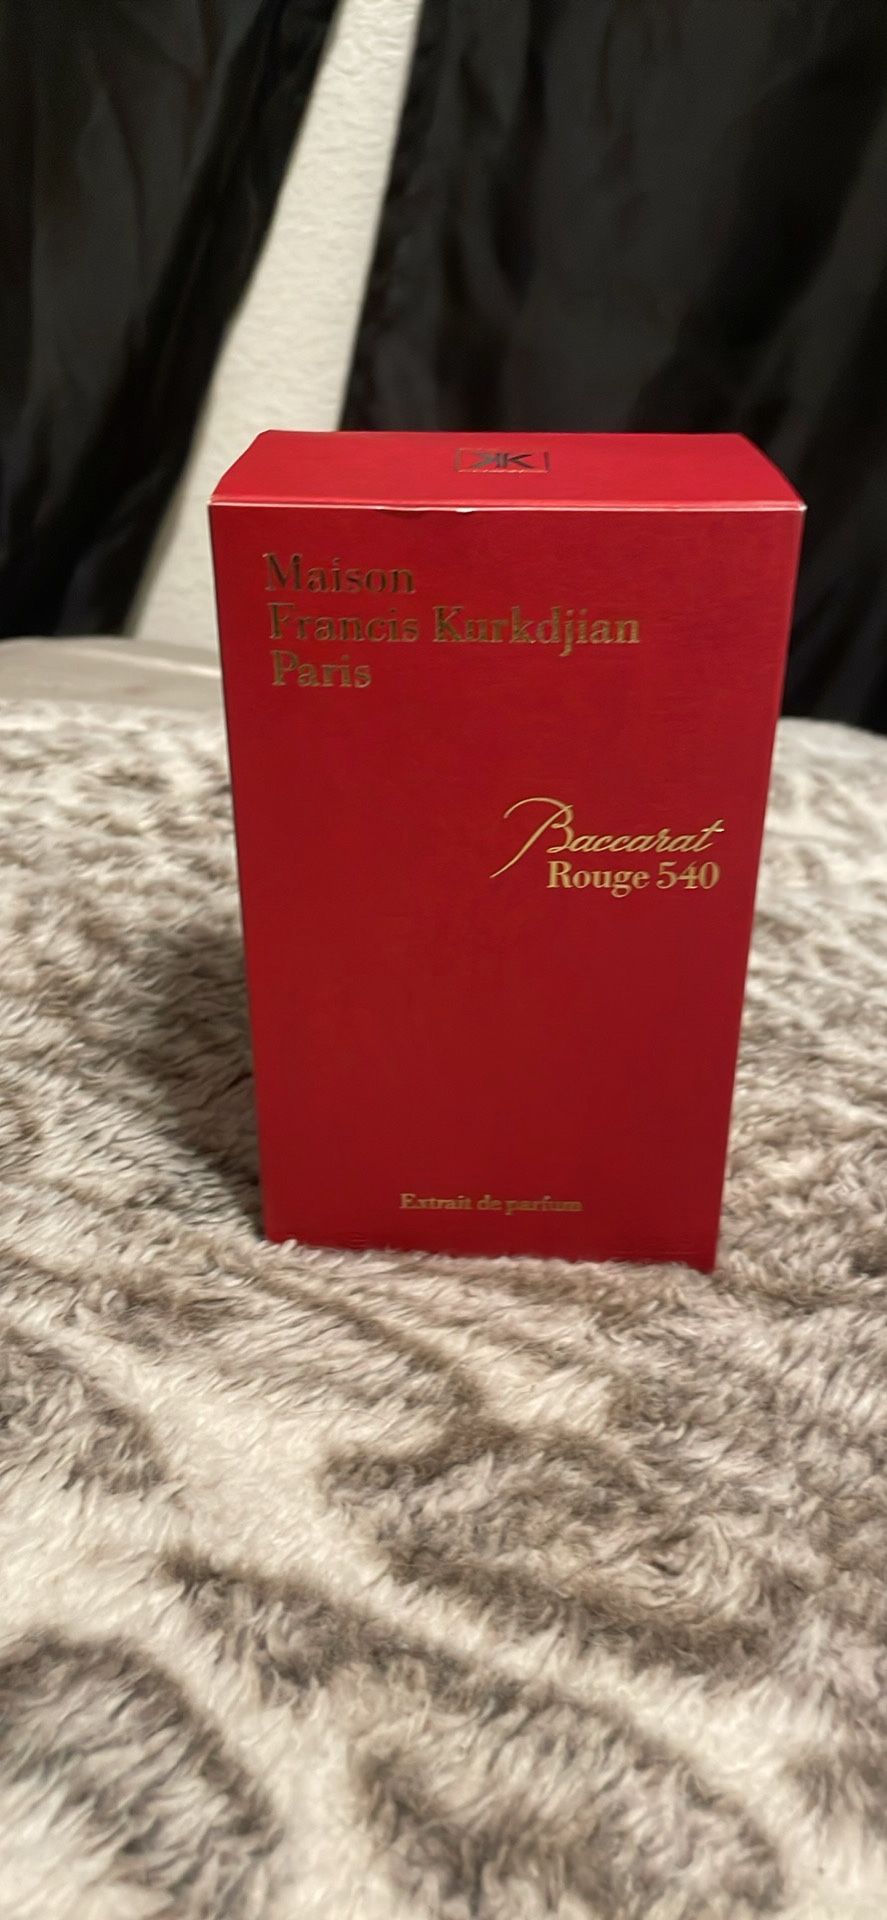 Maison
Francis Kurkdjian
Paris
Baccarat
Rouge 540
Extrait de parfum